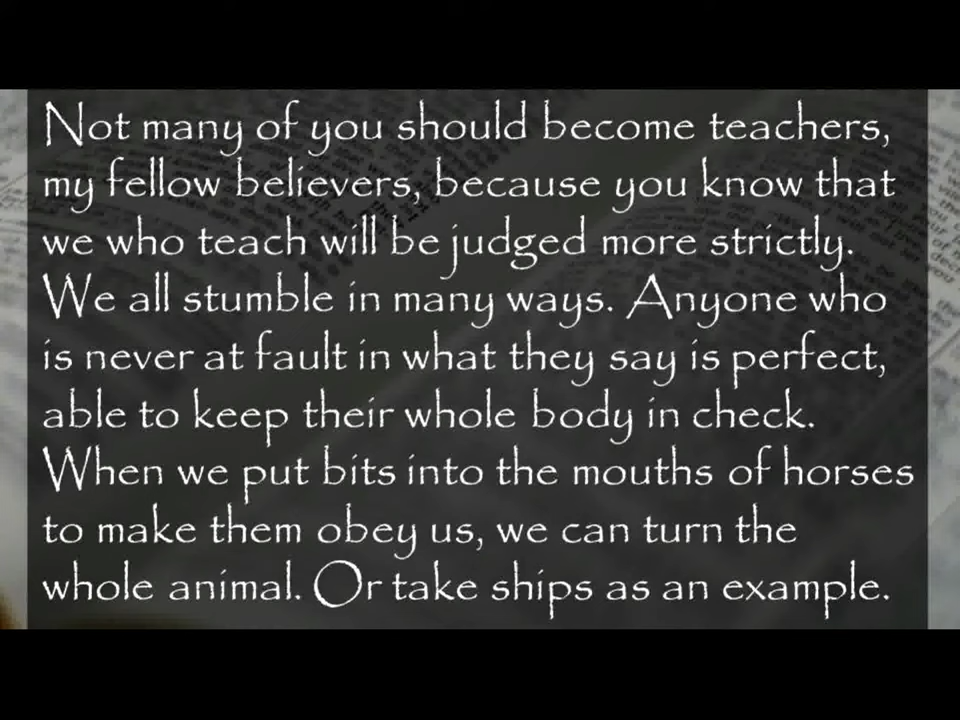 Not many of you should become teachers,
my fellow believers, because you know that
we who teach will be judged more strictly.
We all stumble in many ways. Anyone who
is never at fault in what they say is perfect,
able to keep their whole body in check.
When we put bits into the mouths of horses
to make them obey us, we can turn the
whole animal. Or take ships as an example.